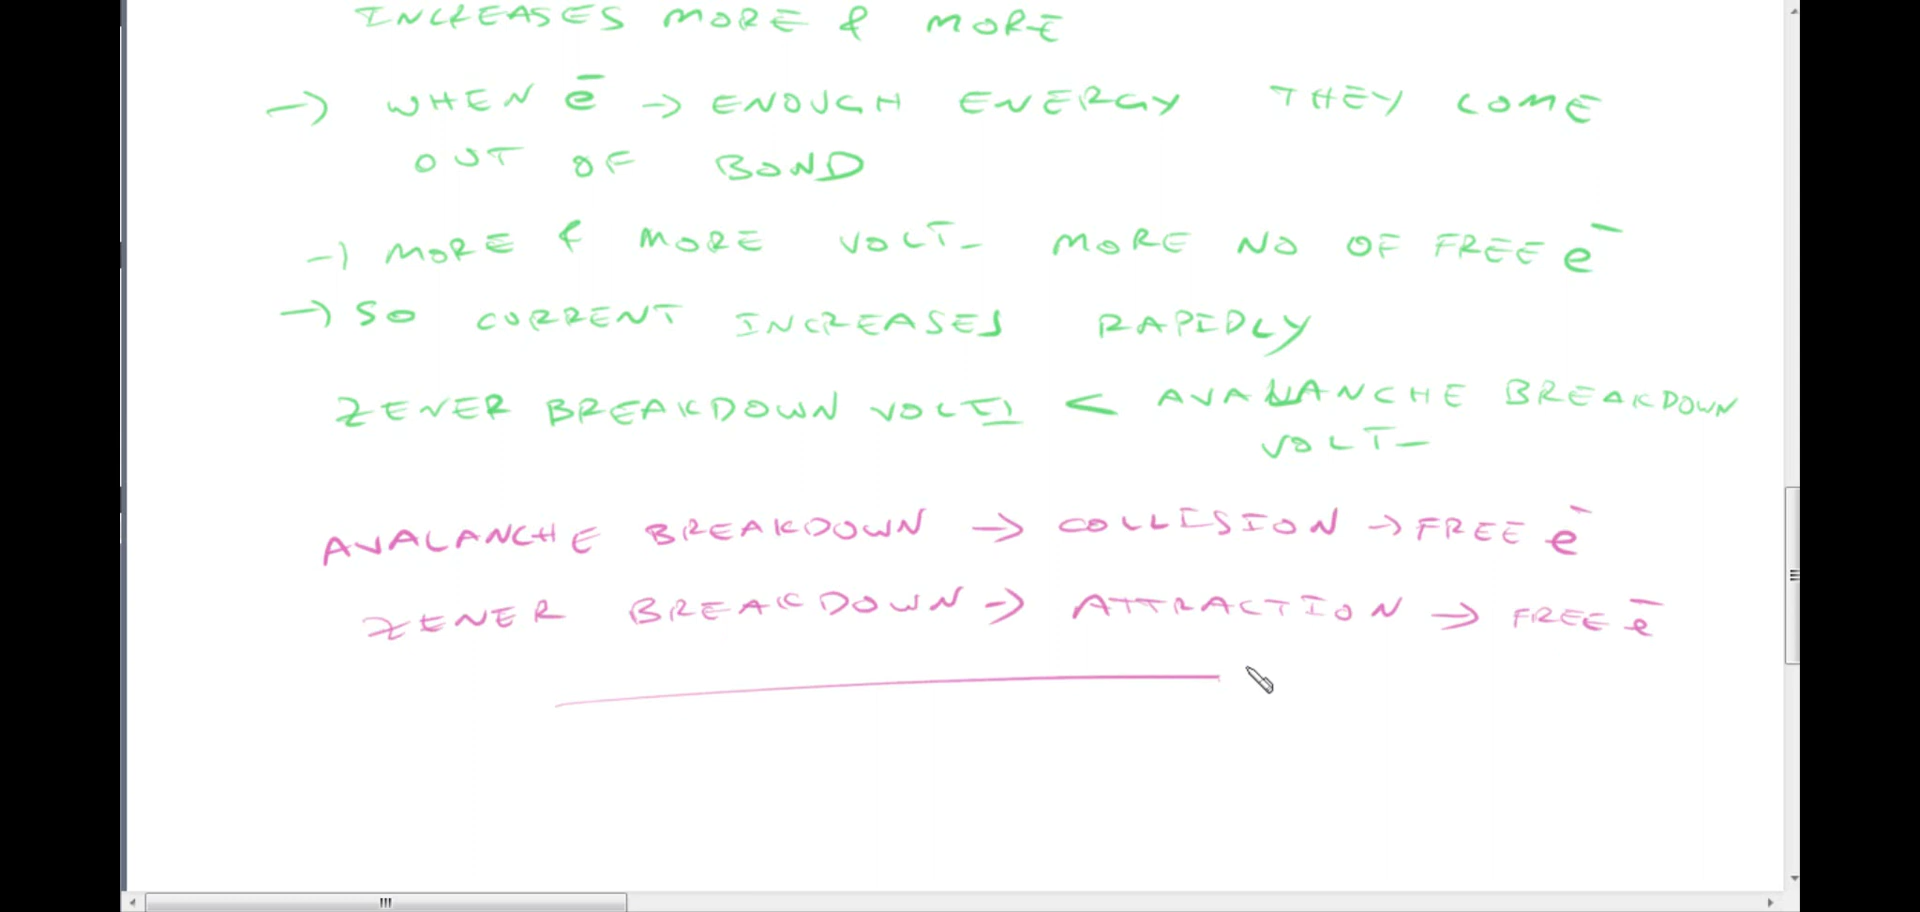 INCREASES MORE & MORE
→ WHEN e̅ → ENOUGH ENERGY THEY COME
OUT OF BOND
→ MORE & MORE VOLT- MORE NO OF FREE e̅
→ SO CURRENT INCREASES RAPIDLY
ZENER BREAKDOWN VOLT < AVALANCHE BREAKDOWN
VOLT-
AVALANCHE BREAKDOWN → COLLISION → FREE e̅
ZENER BREAKDOWN → ATTRACTION → FREE e̅